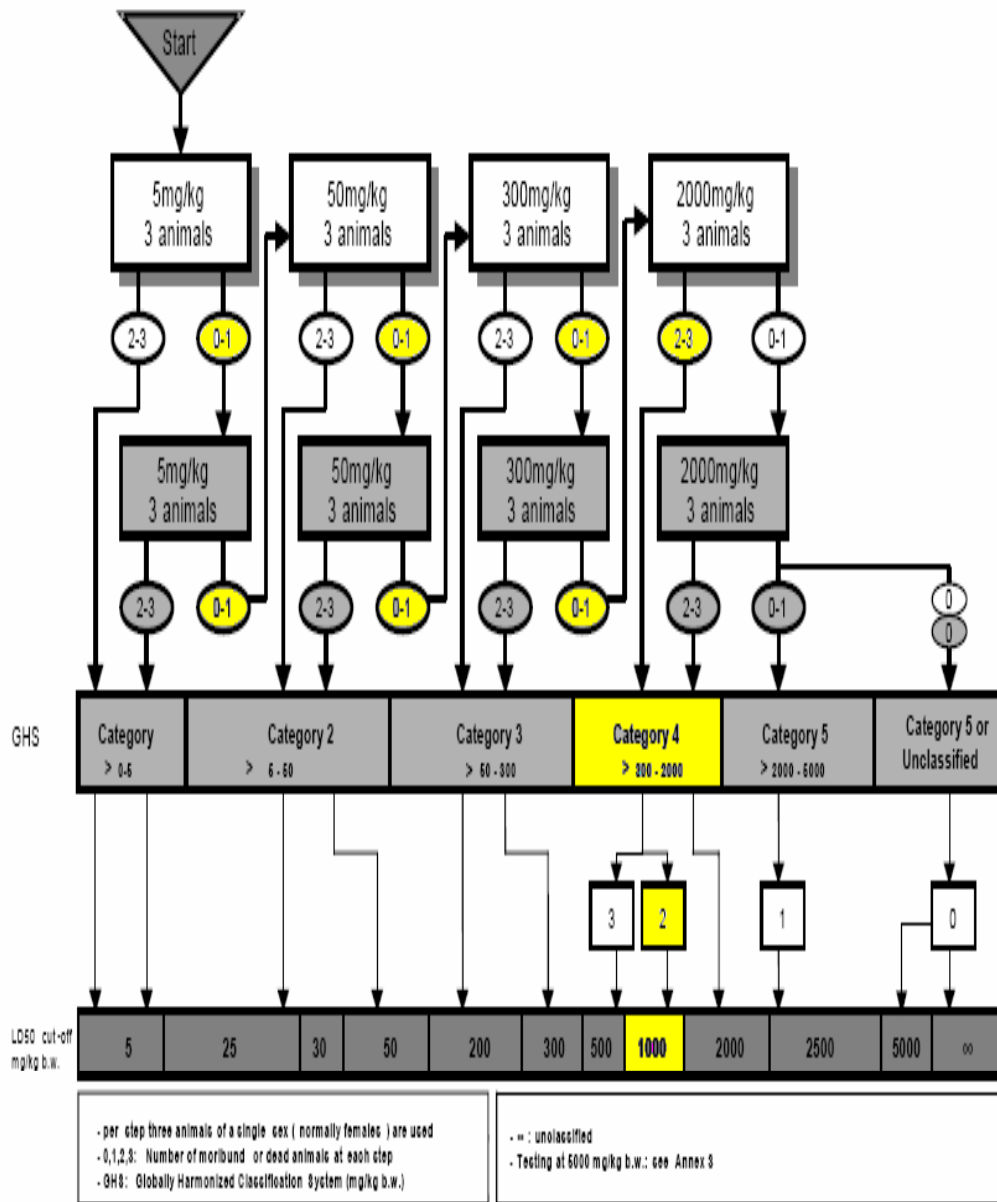 Start
5mg/kg
3 animals
50mg/kg
3 animals
300mg/kg
3 animals
2000mg/kg
3 animals
2-3
0-1
2-3
0-1
2-3
0-1
2-3
0-1
5mg/kg
3 animals
50mg/kg
3 animals
300mg/kg
3 animals
2000mg/kg
3 animals
2-3
0-1
2-3
0-1
2-3
0-1
2-3
0-1
0
0
GHS
Category
> 0-5
Category 2
> 5 - 50
Category 3
> 50 - 300
Category 4
> 300 - 2000
Category 5
> 2000 - 5000
Category 5 or
Unclassified
3
2
1
0
LD50 cut-off
mg/kg b.w.
5
25
30
50
200
300
500
1000
2000
2500
5000
∞
- per step three animals of a single sex ( normally females ) are used
- 0,1,2,3: Number of moribund or dead animals at each step
- GHS: Globally Harmonized Classification System (mg/kg b.w.)
- ∞ : unclassified
- Testing at 5000 mg/kg b.w.: see Annex 3